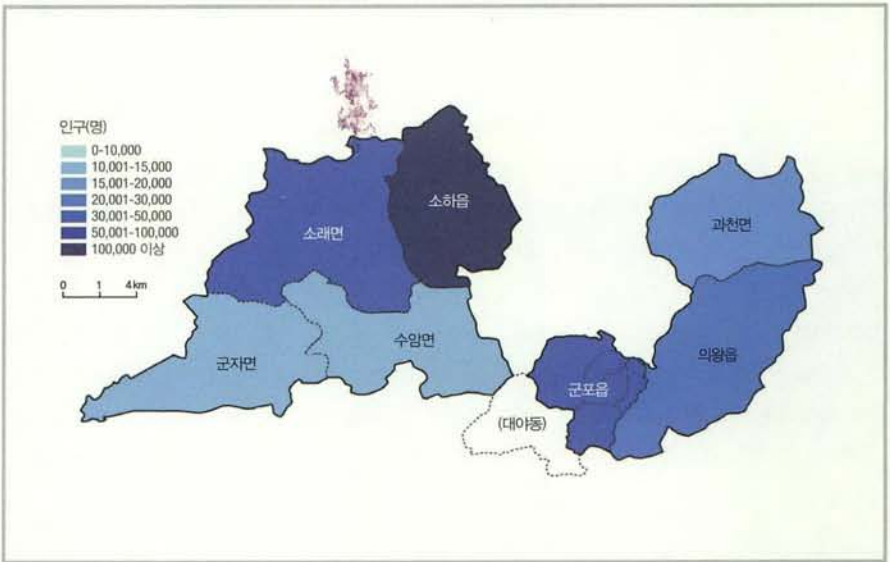 인구(명)
0-10,000
10,001-15,000
15,001-20,000
20,001-30,000
30,001-50,000
50,001-100,000
100,000 이상
0 1 4km
소하읍
소래면
과천면
군자면
수암면
의왕읍
군포읍
(대야동)